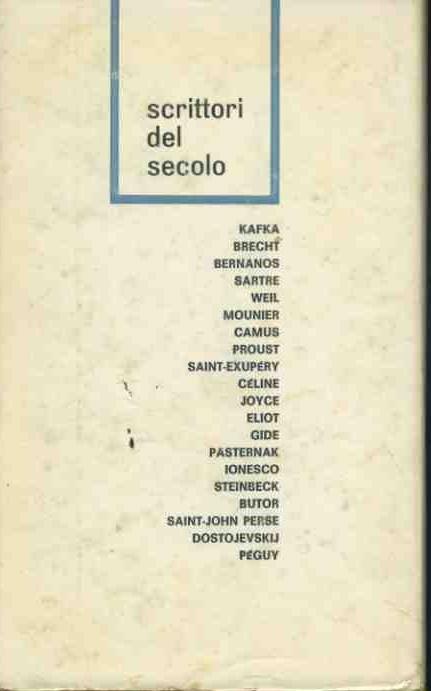 scrittori
del
secolo
KAFKA
BRECHT
BERNANOS
SARTRE
WEIL
MOUNIER
CAMUS
PROUST
SAINT-EXUPÉRY
CÉLINE
JOYCE
ELIOT
GIDE
PASTERNAK
IONESCO
STEINBECK
BUTOR
SAINT-JOHN PERSE
DOSTOJEVSKIJ
PÉGUY